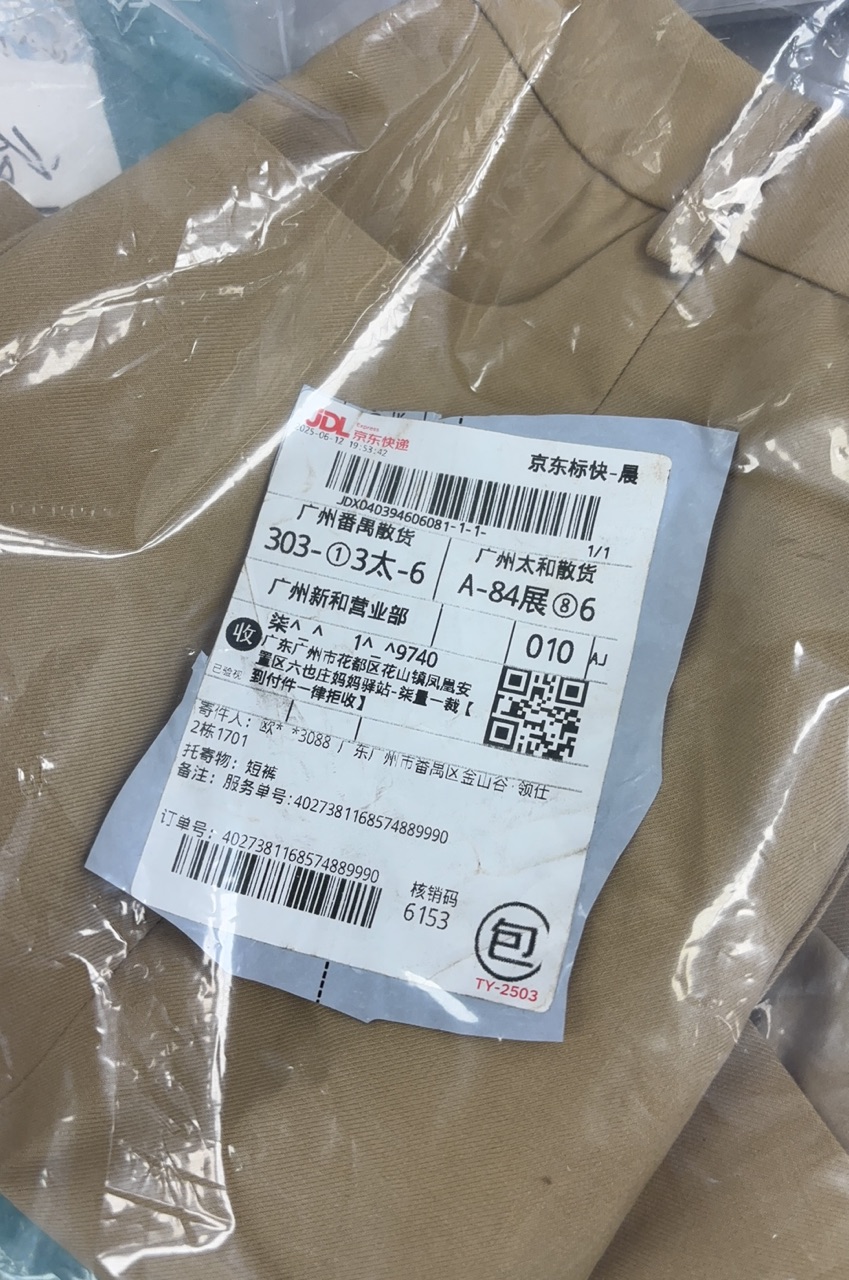 JDL Express 京东快递
2025-06-12 19:53:42
京东标快-晨
JDX040394606081-1-1-
1/1
广州番禺散货
303-①3太-6
广州太和散货
A-84展⑧6
广州新和营业部
010
AJ
收
柒^_^ 1^_^9740
广东广州市花都区花山镇凤凰安
置区六也庄妈妈驿站-柒量一裁【
到付件一律拒收】
已验视
寄件人: 欧* *3088 广东广州市番禺区金山谷·领仕
2栋1701
托寄物: 短裤
备注: 服务单号:4027381168574889990
订单号: 4027381168574889990
核销码
6153
包
TY-2503